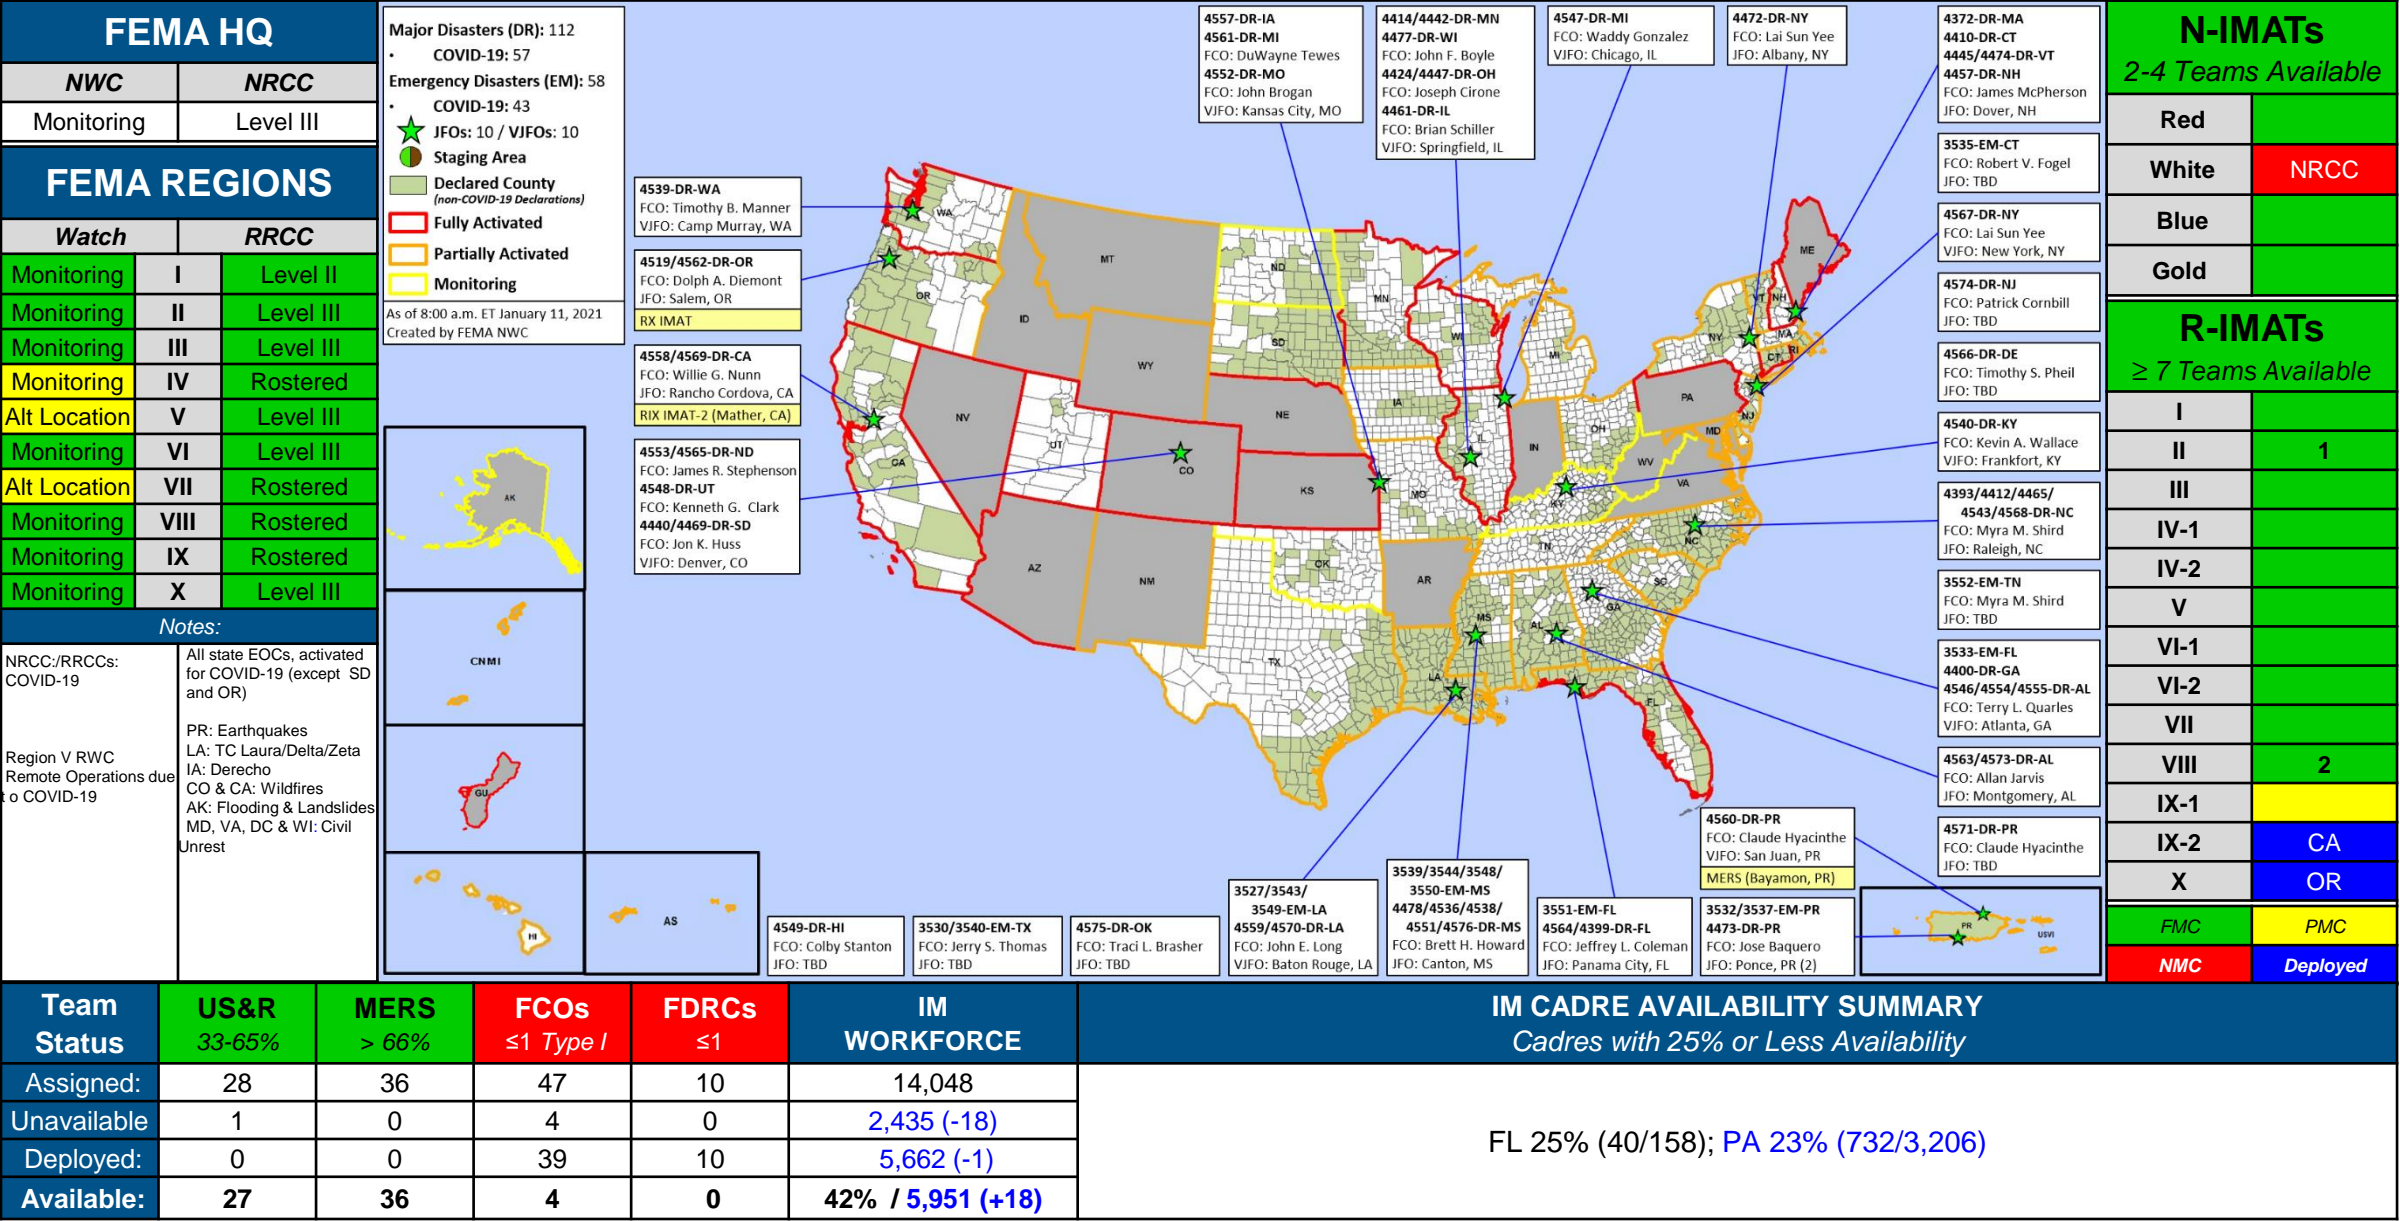 FEMA HQ
NWC NRCC
Monitoring Level III
FEMA REGIONS
Watch RRCC
Monitoring I Level II
Monitoring II Level III
Monitoring III Level III
Monitoring IV Rostered
Alt Location V Level III
Monitoring VI Level III
Alt Location VII Rostered
Monitoring VIII Rostered
Monitoring IX Rostered
Monitoring X Level III
Notes:
NRCC:/RRCCs:
COVID-19
Region V RWC
Remote Operations due
t o COVID-19
All state EOCs, activated
for COVID-19 (except SD
and OR)
PR: Earthquakes
LA: TC Laura/Delta/Zeta
IA: Derecho
CO & CA: Wildfires
AK: Flooding & Landslides
MD, VA, DC & WI: Civil
Unrest
Major Disasters (DR): 112
• COVID-19: 57
Emergency Disasters (EM): 58
• COVID-19: 43
JFOs: 10 / VJFOs: 10
Staging Area
Declared County
(non-COVID-19 Declarations)
Fully Activated
Partially Activated
Monitoring
As of 8:00 a.m. ET January 11, 2021
Created by FEMA NWC
4539-DR-WA
FCO: Timothy B. Manner
VJFO: Camp Murray, WA
4519/4562-DR-OR
FCO: Dolph A. Diemont
JFO: Salem, OR
RX IMAT
4558/4569-DR-CA
FCO: Willie G. Nunn
JFO: Rancho Cordova, CA
RIX IMAT-2 (Mather, CA)
4553/4565-DR-ND
FCO: James R. Stephenson
4548-DR-UT
FCO: Kenneth G. Clark
4440/4469-DR-SD
FCO: Jon K. Huss
VJFO: Denver, CO
4557-DR-IA
4561-DR-MI
FCO: DuWayne Tewes
4552-DR-MO
FCO: John Brogan
VJFO: Kansas City, MO
4414/4442-DR-MN
4477-DR-WI
FCO: John F. Boyle
4424/4447-DR-OH
FCO: Joseph Cirone
4461-DR-IL
FCO: Brian Schiller
VJFO: Springfield, IL
4547-DR-MI
FCO: Waddy Gonzalez
VJFO: Chicago, IL
4472-DR-NY
FCO: Lai Sun Yee
JFO: Albany, NY
4372-DR-MA
4410-DR-CT
4445/4474-DR-VT
4457-DR-NH
FCO: James McPherson
JFO: Dover, NH
3535-EM-CT
FCO: Robert V. Fogel
JFO: TBD
4567-DR-NY
FCO: Lai Sun Yee
VJFO: New York, NY
4574-DR-NJ
FCO: Patrick Cornbill
JFO: TBD
4566-DR-DE
FCO: Timothy S. Pheil
JFO: TBD
4540-DR-KY
FCO: Kevin A. Wallace
VJFO: Frankfort, KY
4393/4412/4465/
4543/4568-DR-NC
FCO: Myra M. Shird
JFO: Raleigh, NC
3552-EM-TN
FCO: Myra M. Shird
JFO: TBD
3533-EM-FL
4400-DR-GA
4546/4554/4555-DR-AL
FCO: Terry L. Quarles
VJFO: Atlanta, GA
4563/4573-DR-AL
FCO: Allan Jarvis
JFO: Montgomery, AL
4571-DR-PR
FCO: Claude Hyacinthe
JFO: TBD
4560-DR-PR
FCO: Claude Hyacinthe
VJFO: San Juan, PR
MERS (Bayamon, PR)
3532/3537-EM-PR
4473-DR-PR
FCO: Jose Baquero
JFO: Ponce, PR (2)
3551-EM-FL
4564/4399-DR-FL
FCO: Jeffrey L. Coleman
JFO: Panama City, FL
3539/3544/3548/
3550-EM-MS
4478/4536/4538/
4551/4576-DR-MS
FCO: Brett H. Howard
JFO: Canton, MS
3527/3543/
3549-EM-LA
4559/4570-DR-LA
FCO: John E. Long
VJFO: Baton Rouge, LA
4575-DR-OK
FCO: Traci L. Brasher
JFO: TBD
3530/3540-EM-TX
FCO: Jerry S. Thomas
JFO: TBD
4549-DR-HI
FCO: Colby Stanton
JFO: TBD
WA
MT
ND
MN
ME
OR
ID
SD
WI
MI
NY
VT
NH
MA
CT
RI
WY
NE
IA
PA
NJ
NV
UT
CO
KS
MO
IL
IN
OH
MD
WV
VA
CA
AZ
NM
OK
AR
KY
TN
NC
SC
TX
LA
MS
AL
GA
FL
AK
CNMI
GU
HI
AS
PR
USVI
N-IMATs
2-4 Teams Available
Red
White NRCC
Blue
Gold
R-IMATs
≥ 7 Teams Available
I
II 1
III
IV-1
IV-2
V
VI-1
VI-2
VII
VIII 2
IX-1
IX-2 CA
X OR
FMC PMC
NMC Deployed
Team Status
US&R 33-65%
MERS > 66%
FCOs ≤1 Type I
FDRCs ≤1
IM WORKFORCE
Assigned: 28 36 47 10 14,048
Unavailable 1 0 4 0 2,435 (-18)
Deployed: 0 0 39 10 5,662 (-1)
Available: 27 36 4 0 42% / 5,951 (+18)
IM CADRE AVAILABILITY SUMMARY
Cadres with 25% or Less Availability
FL 25% (40/158); PA 23% (732/3,206)